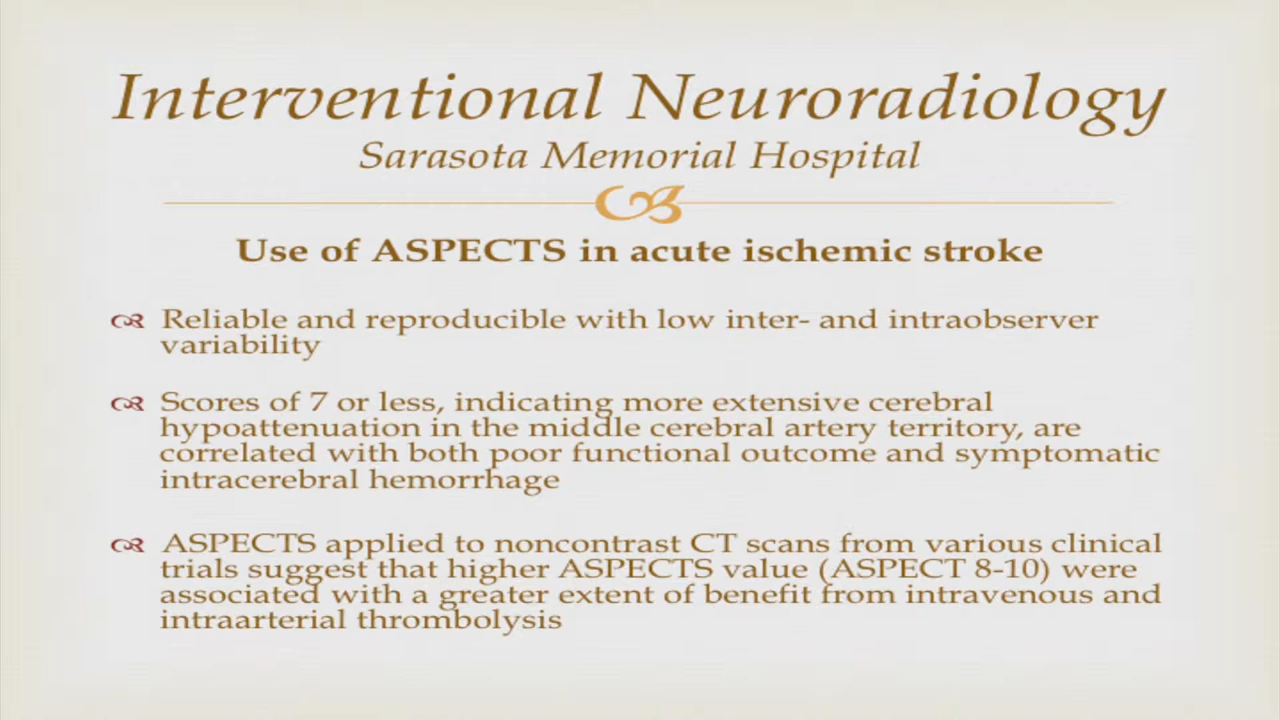 Interventional Neuroradiology
Sarasota Memorial Hospital
Use of ASPECTS in acute ischemic stroke
Reliable and reproducible with low inter- and intraobserver
variability
Scores of 7 or less, indicating more extensive cerebral
hypoattenuation in the middle cerebral artery territory, are
correlated with both poor functional outcome and symptomatic
intracerebral hemorrhage
ASPECTS applied to noncontrast CT scans from various clinical
trials suggest that higher ASPECTS value (ASPECT 8-10) were
associated with a greater extent of benefit from intravenous and
intraarterial thrombolysis